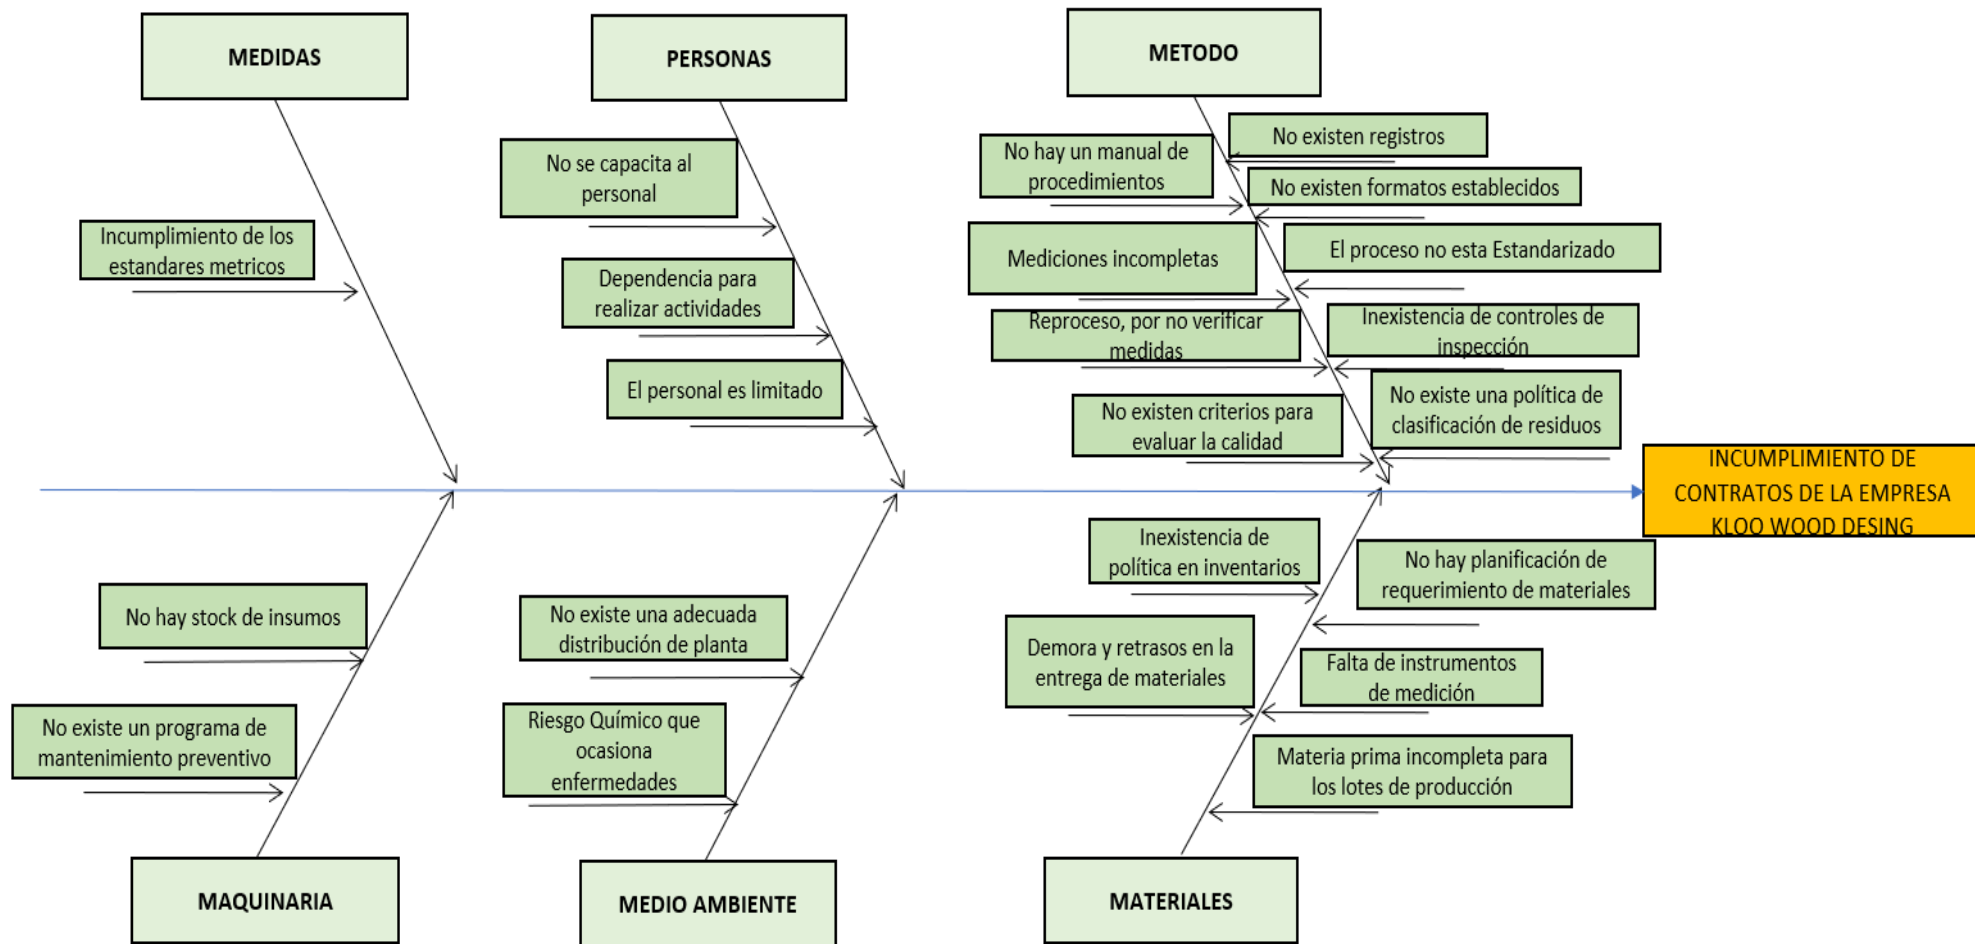 MEDIDAS
PERSONAS
METODO
No existen registros
No hay un manual de
procedimientos
No se capacita al
personal
No existen formatos establecidos
Incumplimiento de los
estandares metricos
Mediciones incompletas
El proceso no esta Estandarizado
Dependencia para
realizar actividades
Reproceso, por no verificar
medidas
Inexistencia de controles de
inspección
El personal es limitado
No existen criterios para
evaluar la calidad
No existe una política de
clasificación de residuos
INCUMPLIMIENTO DE
CONTRATOS DE LA EMPRESA
KLOO WOOD DESING
Inexistencia de
política en inventarios
No hay planificación de
requerimiento de materiales
No hay stock de insumos
No existe una adecuada
distribución de planta
Demora y retrasos en la
entrega de materiales
Falta de instrumentos
de medición
No existe un programa de
mantenimiento preventivo
Riesgo Químico que
ocasiona
enfermedades
Materia prima incompleta para
los lotes de producción
MAQUINARIA
MEDIO AMBIENTE
MATERIALES